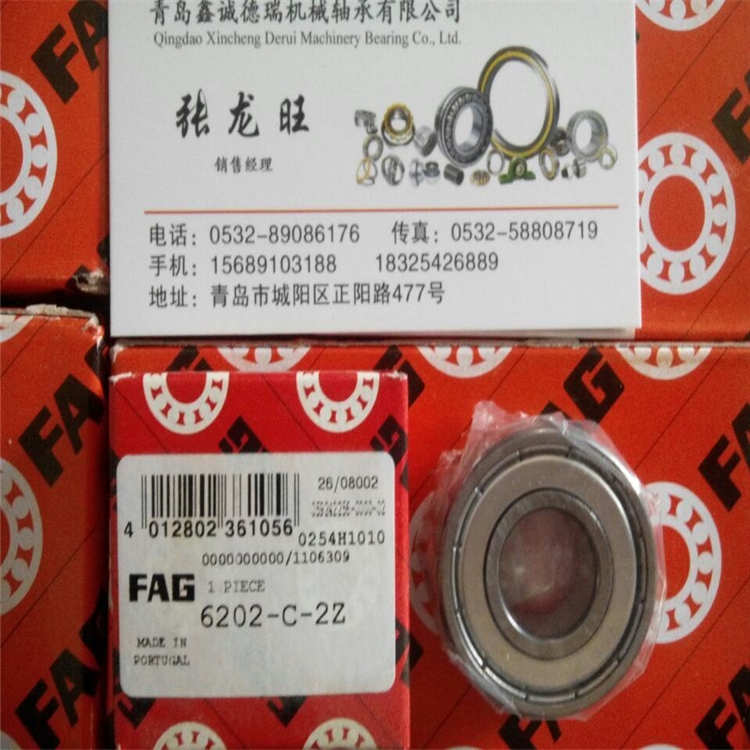 青岛鑫诚德瑞机械轴承有限公司
Qingdao Xincheng Derui Machinery Bearing Co., Ltd.
张龙旺
销售经理
电话：0532-89086176 传真：0532-58808719
手机：15689103188 18325426889
地址：青岛市城阳区正阳路477号
FAG
FAG
FAG
FAG
26/08002
4 012802 361056
0254H1010
0000000000/1106309
FAG 1 PIECE
6202-C-2Z
MADE IN
PORTUGAL